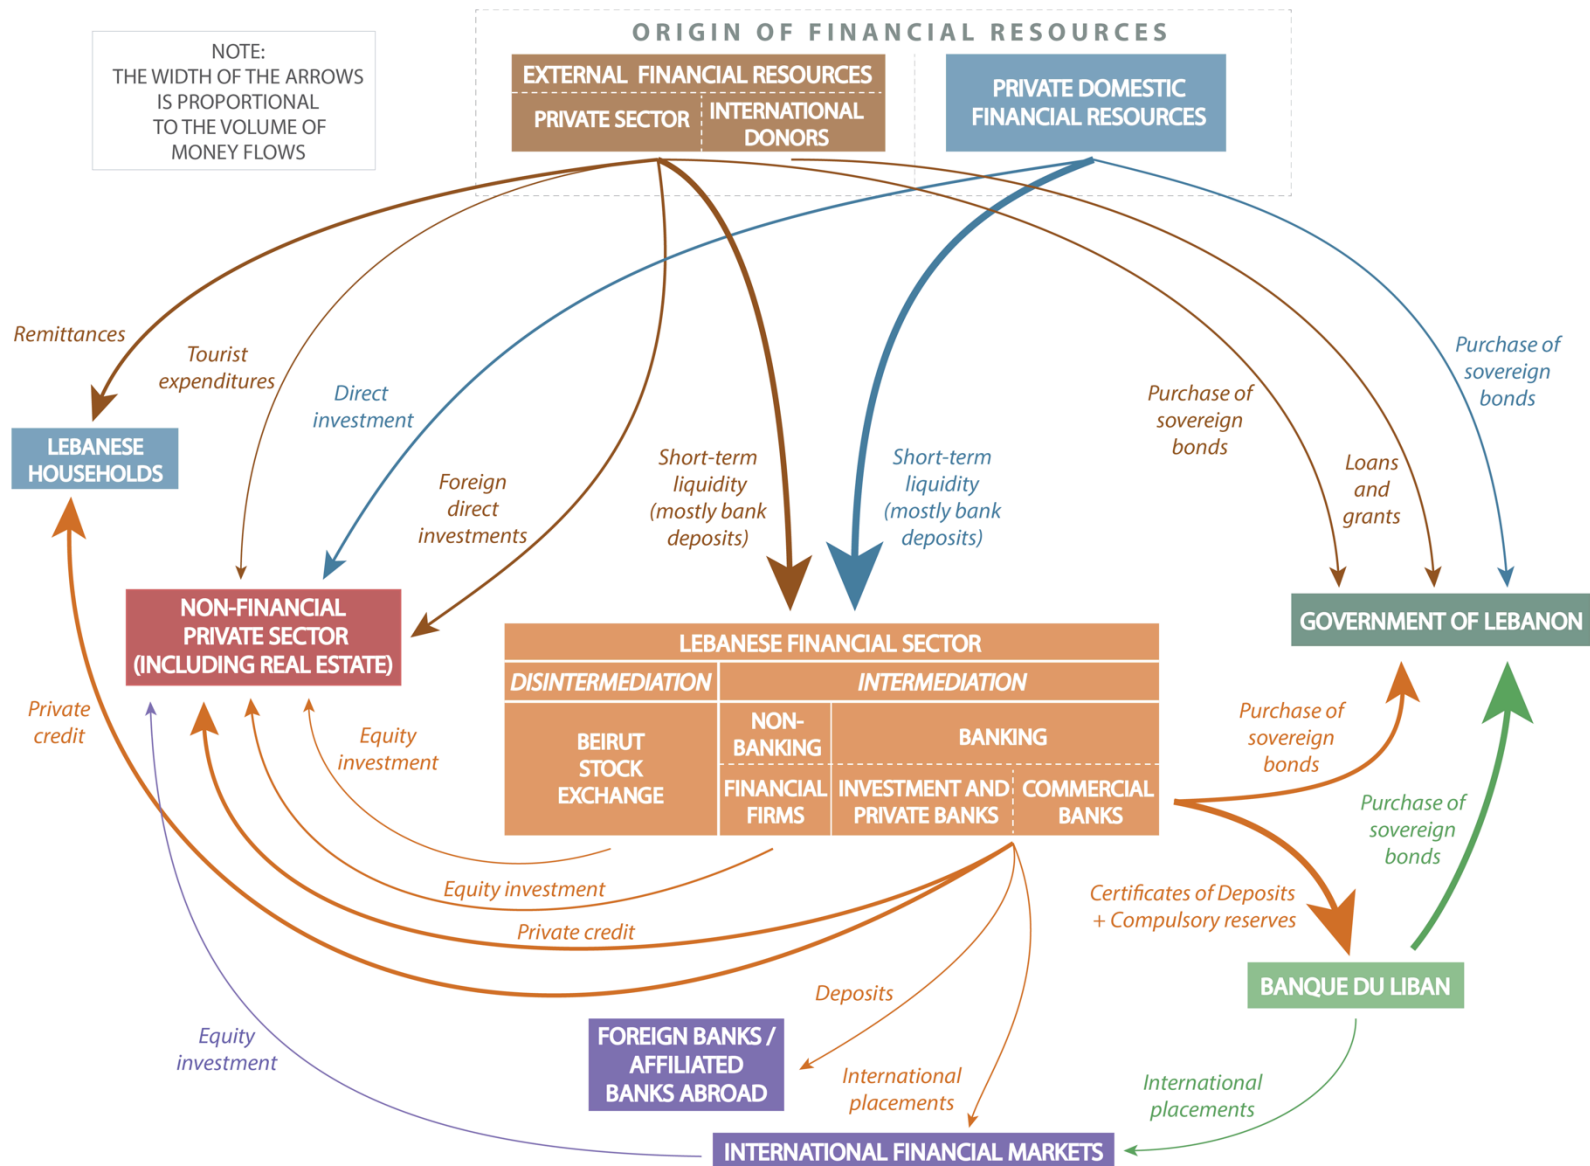 NOTE:
THE WIDTH OF THE ARROWS
IS PROPORTIONAL
TO THE VOLUME OF
MONEY FLOWS
ORIGIN OF FINANCIAL RESOURCES
EXTERNAL FINANCIAL RESOURCES
PRIVATE SECTOR
INTERNATIONAL
DONORS
PRIVATE DOMESTIC
FINANCIAL RESOURCES
Remittances
Tourist
expenditures
Direct
investment
Foreign
direct
investments
Short-term
liquidity
(mostly bank
deposits)
Short-term
liquidity
(mostly bank
deposits)
Purchase of
sovereign
bonds
Loans
and
grants
Purchase of
sovereign
bonds
LEBANESE
HOUSEHOLDS
NON-FINANCIAL
PRIVATE SECTOR
(INCLUDING REAL ESTATE)
GOVERNMENT OF LEBANON
LEBANESE FINANCIAL SECTOR
DISINTERMEDIATION
INTERMEDIATION
BEIRUT
STOCK
EXCHANGE
NON-
BANKING
BANKING
FINANCIAL
FIRMS
INVESTMENT AND
PRIVATE BANKS
COMMERCIAL
BANKS
Private
credit
Equity
investment
Equity investment
Private credit
Purchase of
sovereign
bonds
Purchase of
sovereign
bonds
Certificates of Deposits
+ Compulsory reserves
BANQUE DU LIBAN
Deposits
Equity
investment
FOREIGN BANKS /
AFFILIATED
BANKS ABROAD
International
placements
International
placements
INTERNATIONAL FINANCIAL MARKETS